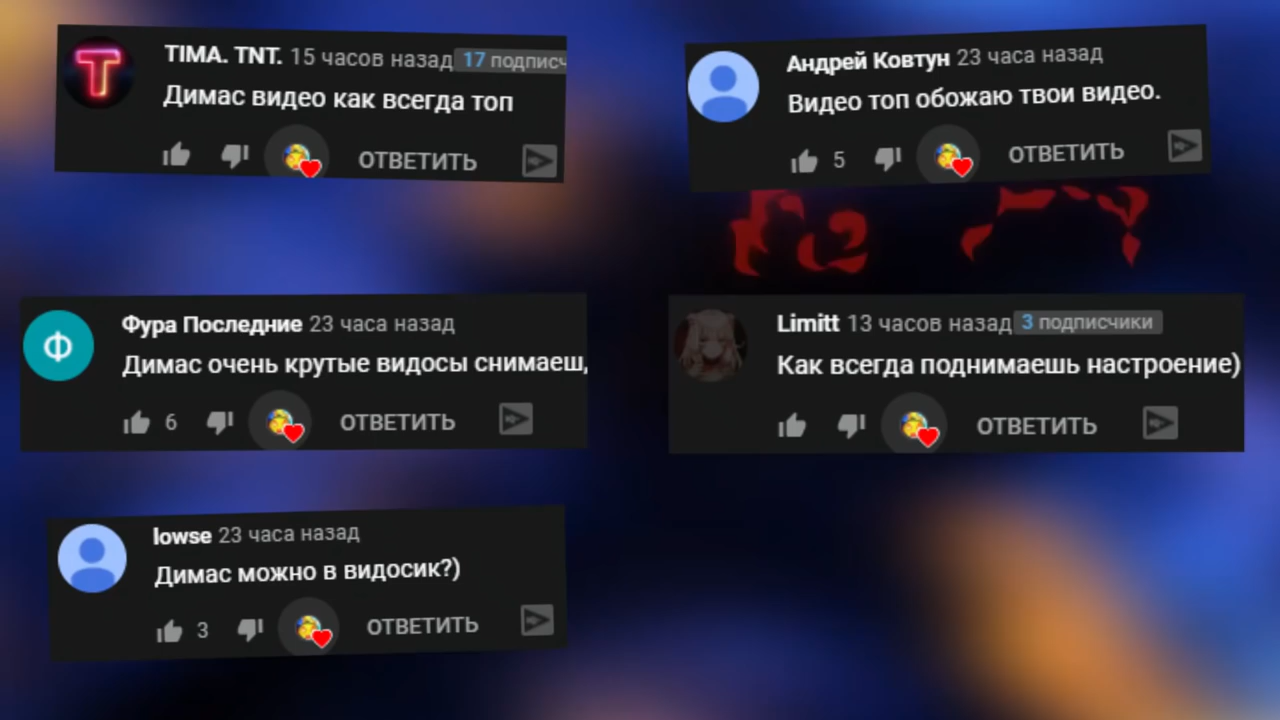 T
TIMA. TNT. 15 часов назад 17 подписч
Димас видео как всегда топ
ОТВЕТИТЬ
Андрей Ковтун 23 часа назад
Видео топ обожаю твои видео.
5 ОТВЕТИТЬ
Ф
Фура Последние 23 часа назад
Димас очень крутые видосы снимаеш,
6 ОТВЕТИТЬ
Limitt 13 часов назад 3 подписчики
Как всегда поднимаешь настроение)
ОТВЕТИТЬ
lowse 23 часа назад
Димас можно в видосик?)
3 ОТВЕТИТЬ